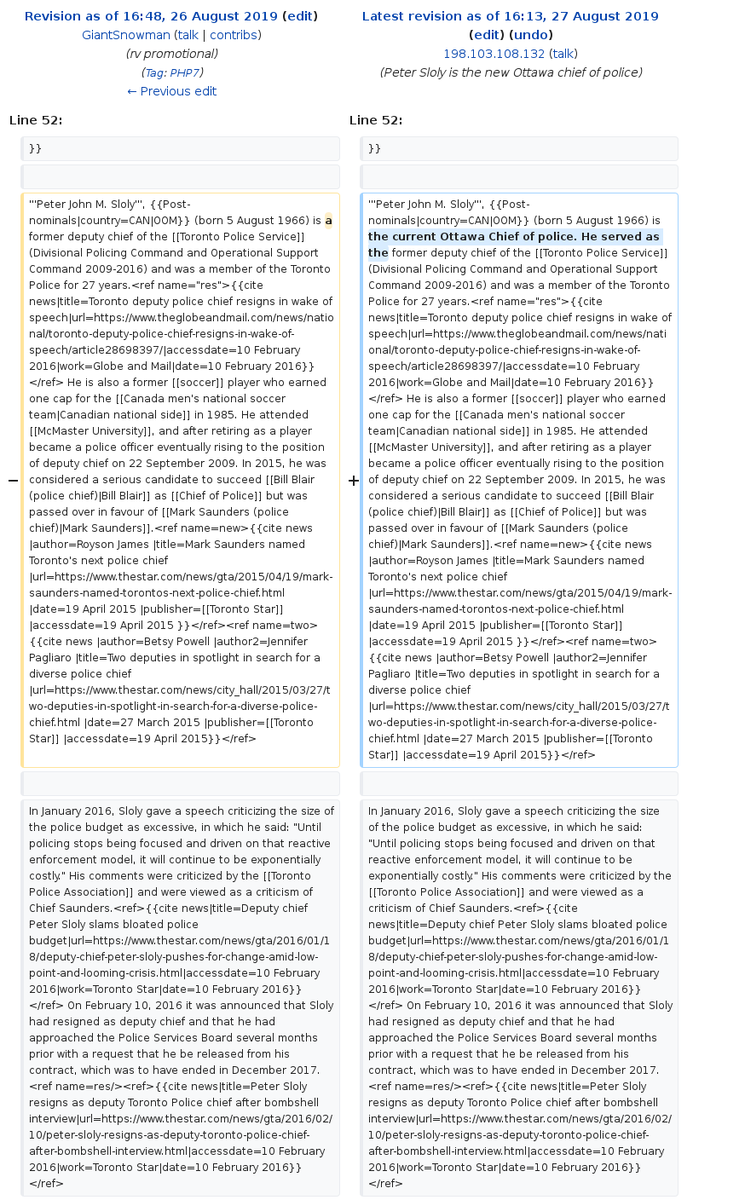 Revision as of 16:48, 26 August 2019 (edit)
GiantSnowman (talk | contribs)
(rv promotional)
(Tag: PHP7)
← Previous edit
Latest revision as of 16:13, 27 August 2019
(edit) (undo)
198.103.108.132 (talk)
(Peter Sloly is the new Ottawa chief of police)
Line 52:
Line 52:
}}
}}
−
'''Peter John M. Sloly''', {{Post-
nominals|country=CAN|OOM}} (born 5 August 1966) is a
former deputy chief of the [[Toronto Police Service]]
(Divisional Policing Command and Operational Support
Command 2009-2016) and was a member of the Toronto
Police for 27 years.<ref name="res">{{cite
news|title=Toronto deputy police chief resigns in wake of
speech|url=https://www.theglobeandmail.com/news/natio
nal/toronto-deputy-police-chief-resigns-in-wake-of-
speech/article28698397/|accessdate=10 February
2016|work=Globe and Mail|date=10 February 2016}}
</ref> He is also a former [[soccer]] player who earned
one cap for the [[Canada men's national soccer
team|Canadian national side]] in 1985. He attended
[[McMaster University]], and after retiring as a player
became a police officer eventually rising to the position
of deputy chief on 22 September 2009. In 2015, he was
considered a serious candidate to succeed [[Bill Blair
(police chief)|Bill Blair]] as [[Chief of Police]] but was
passed over in favour of [[Mark Saunders (police
chief)|Mark Saunders]].<ref name=new>{{cite news
|author=Royson James |title=Mark Saunders named
Toronto's next police chief
|url=https://www.thestar.com/news/gta/2015/04/19/mark-
saunders-named-torontos-next-police-chief.html
|date=19 April 2015 |publisher=[[Toronto Star]]
|accessdate=19 April 2015 }}</ref><ref name=two>
{{cite news |author=Betsy Powell |author2=Jennifer
Pagliaro |title=Two deputies in spotlight in search for a
diverse police chief
|url=https://www.thestar.com/news/city_hall/2015/03/27/t
wo-deputies-in-spotlight-in-search-for-a-diverse-police-
chief.html |date=27 March 2015 |publisher=[[Toronto
Star]] |accessdate=19 April 2015}}</ref>
+
'''Peter John M. Sloly''', {{Post-
nominals|country=CAN|OOM}} (born 5 August 1966) is
the current Ottawa Chief of police. He served as
the former deputy chief of the [[Toronto Police Service]]
(Divisional Policing Command and Operational Support
Command 2009-2016) and was a member of the Toronto
Police for 27 years.<ref name="res">{{cite
news|title=Toronto deputy police chief resigns in wake of
speech|url=https://www.theglobeandmail.com/news/nati
onal/toronto-deputy-police-chief-resigns-in-wake-of-
speech/article28698397/|accessdate=10 February
2016|work=Globe and Mail|date=10 February 2016}}
</ref> He is also a former [[soccer]] player who earned
one cap for the [[Canada men's national soccer
team|Canadian national side]] in 1985. He attended
[[McMaster University]], and after retiring as a player
became a police officer eventually rising to the position
of deputy chief on 22 September 2009. In 2015, he was
considered a serious candidate to succeed [[Bill Blair
(police chief)|Bill Blair]] as [[Chief of Police]] but was
passed over in favour of [[Mark Saunders (police
chief)|Mark Saunders]].<ref name=new>{{cite news
|author=Royson James |title=Mark Saunders named
Toronto's next police chief
|url=https://www.thestar.com/news/gta/2015/04/19/mark-
saunders-named-torontos-next-police-chief.html
|date=19 April 2015 |publisher=[[Toronto Star]]
|accessdate=19 April 2015 }}</ref><ref name=two>
{{cite news |author=Betsy Powell |author2=Jennifer
Pagliaro |title=Two deputies in spotlight in search for a
diverse police chief
|url=https://www.thestar.com/news/city_hall/2015/03/27/t
wo-deputies-in-spotlight-in-search-for-a-diverse-police-
chief.html |date=27 March 2015 |publisher=[[Toronto
Star]] |accessdate=19 April 2015}}</ref>
In January 2016, Sloly gave a speech criticizing the size of
the police budget as excessive, in which he said: "Until
policing stops being focused and driven on that reactive
enforcement model, it will continue to be exponentially
costly." His comments were criticized by the [[Toronto
Police Association]] and were viewed as a criticism of
Chief Saunders.<ref>{{cite news|title=Deputy chief
Peter Sloly slams bloated police
budget|url=https://www.thestar.com/news/gta/2016/01/1
8/deputy-chief-peter-sloly-pushes-for-change-amid-low-
point-and-looming-crisis.html|accessdate=10 February
2016|work=Toronto Star|date=10 February 2016}}
</ref> On February 10, 2016 it was announced that Sloly
had resigned as deputy chief and that he had
approached the Police Services Board several months
prior with a request that he be released from his
contract, which was to have ended in December 2017.
<ref name=res/><ref>{{cite news|title=Peter Sloly
resigns as deputy Toronto Police chief after bombshell
interview|url=https://www.thestar.com/news/gta/2016/02/
10/peter-sloly-resigns-as-deputy-toronto-police-chief-
after-bombshell-interview.html|accessdate=10 February
2016|work=Toronto Star|date=10 February 2016}}
</ref>
In January 2016, Sloly gave a speech criticizing the size
of the police budget as excessive, in which he said:
"Until policing stops being focused and driven on that
reactive enforcement model, it will continue to be
exponentially costly." His comments were criticized by the
[[Toronto Police Association]] and were viewed as a
criticism of Chief Saunders.<ref>{{cite
news|title=Deputy chief Peter Sloly slams bloated police
budget|url=https://www.thestar.com/news/gta/2016/01/1
8/deputy-chief-peter-sloly-pushes-for-change-amid-low-
point-and-looming-crisis.html|accessdate=10 February
2016|work=Toronto Star|date=10 February 2016}}
</ref> On February 10, 2016 it was announced that Sloly
had resigned as deputy chief and that he had
approached the Police Services Board several months
prior with a request that he be released from his
contract, which was to have ended in December 2017.
<ref name=res/><ref>{{cite news|title=Peter Sloly
resigns as deputy Toronto Police chief after bombshell
interview|url=https://www.thestar.com/news/gta/2016/02/
10/peter-sloly-resigns-as-deputy-toronto-police-chief-
after-bombshell-interview.html|accessdate=10 February
2016|work=Toronto Star|date=10 February 2016}}
</ref>